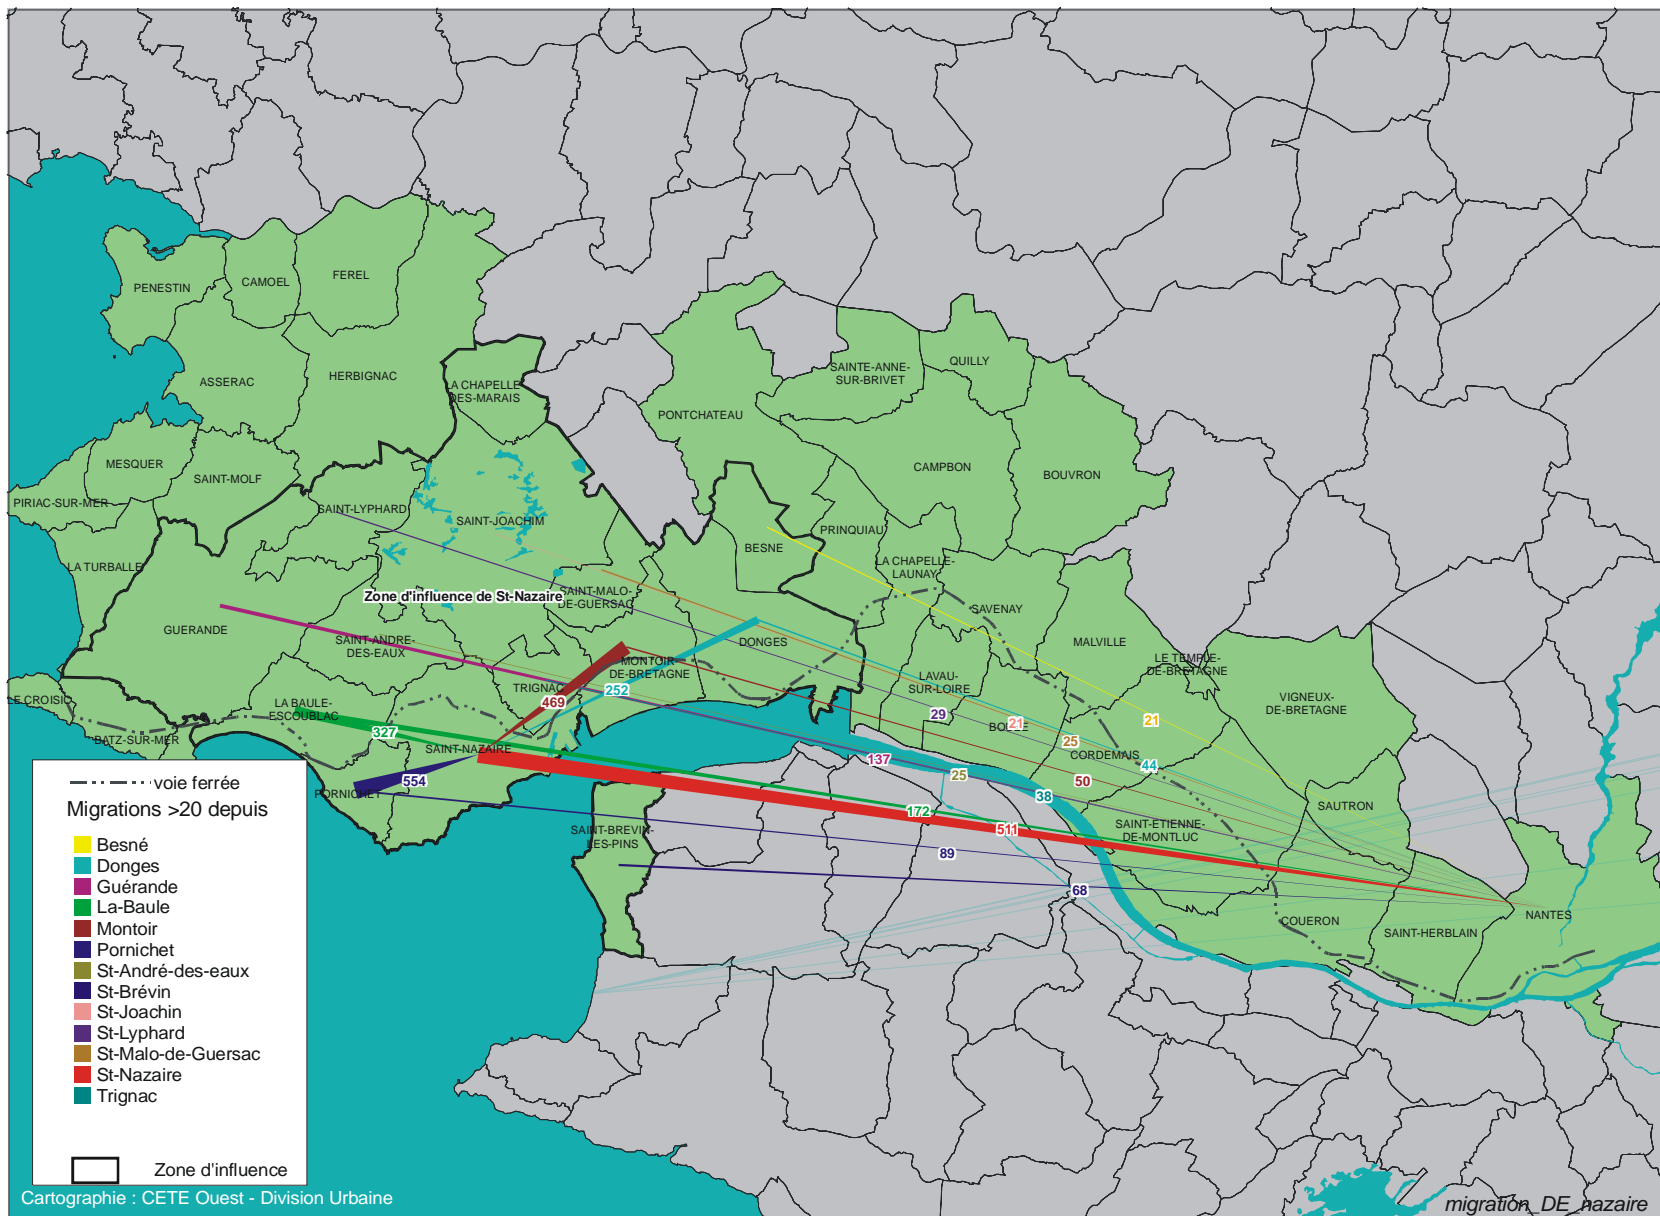 PENESTIN
CAMOEL
FEREL
ASSERAC
HERBIGNAC
LA CHAPELLE
DES-MARAIS
SAINTE-ANNE-
SUR-BRIVET
QUILLY
PONTCHATEAU
MESQUER
SAINT-MOLF
CAMPBON
BOUVRON
PIRIAC-SUR-MER
SAINT-LYPHARD
SAINT-JOACHIM
PRINQUIAU
BESNE
LA TURBALLE
LA CHAPELLE-
LAUNAY
Zone d'influence de St-Nazaire
SAINT-MALO-
DE-GUERSAC
SAVENAY
GUERANDE
SAINT-ANDRE-
DES-EAUX
DONGES
MALVILLE
LE TEMPLE-
DE-BRETAGNE
MONTOIR-
DE-BRETAGNE
TRIGNAC
252
469
LAVAU-
SUR-LOIRE
VIGNEUX-
DE-BRETAGNE
LE CROISIC
LA BAULE-
ESCOUBLAC
327
29
21
21
BATZ-SUR-MER
SAINT-NAZAIRE
25
CORDEMAIS
137
25
44
50
38
554
PORNICHET
172
511
SAUTRON
SAINT-BREVIN-
LES-PINS
SAINT-ETIENNE-
DE-MONTLUC
89
68
COUERON
SAINT-HERBLAIN
NANTES
voie ferrée
Migrations >20 depuis
Besné
Donges
Guérande
La-Baule
Montoir
Pornichet
St-André-des-eaux
St-Brévin
St-Joachin
St-Lyphard
St-Malo-de-Guersac
St-Nazaire
Trignac
Zone d'influence
Cartographie : CETE Ouest - Division Urbaine
migration_DE_nazaire